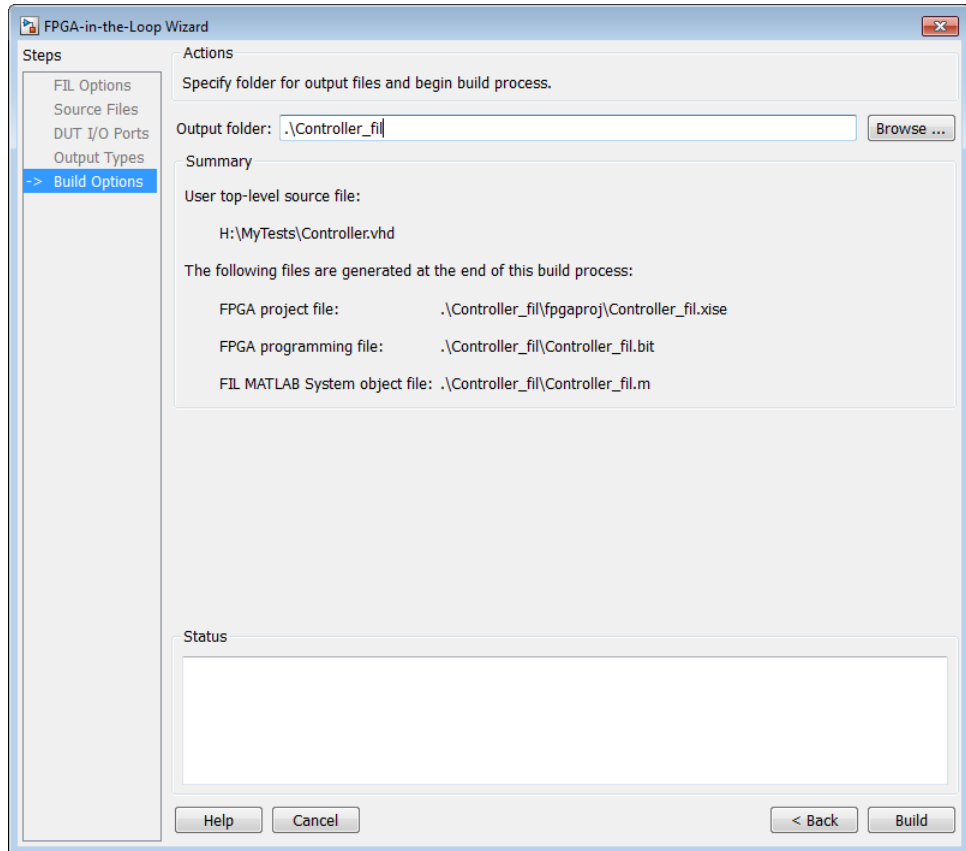 FPGA-in-the-Loop Wizard
Steps
FIL Options
Source Files
DUT I/O Ports
Output Types
-> Build Options
Actions
Specify folder for output files and begin build process.
Output folder: .\Controller_fil Browse ...
Summary
User top-level source file:
H:\MyTests\Controller.vhd
The following files are generated at the end of this build process:
FPGA project file: .\Controller_fil\fpgaproj\Controller_fil.xise
FPGA programming file: .\Controller_fil\Controller_fil.bit
FIL MATLAB System object file: .\Controller_fil\Controller_fil.m
Status
Help Cancel < Back Build